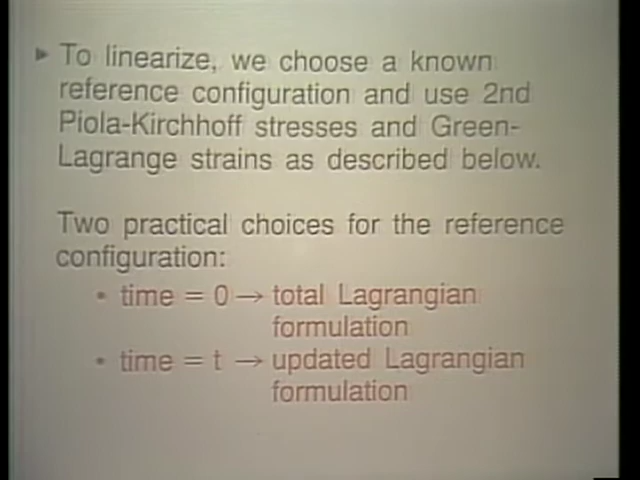 ▸ To linearize, we choose a known
reference configuration and use 2nd
Piola-Kirchhoff stresses and Green-
Lagrange strains as described below.
Two practical choices for the reference
configuration:
• time = 0 → total Lagrangian
formulation
• time = t → updated Lagrangian
formulation